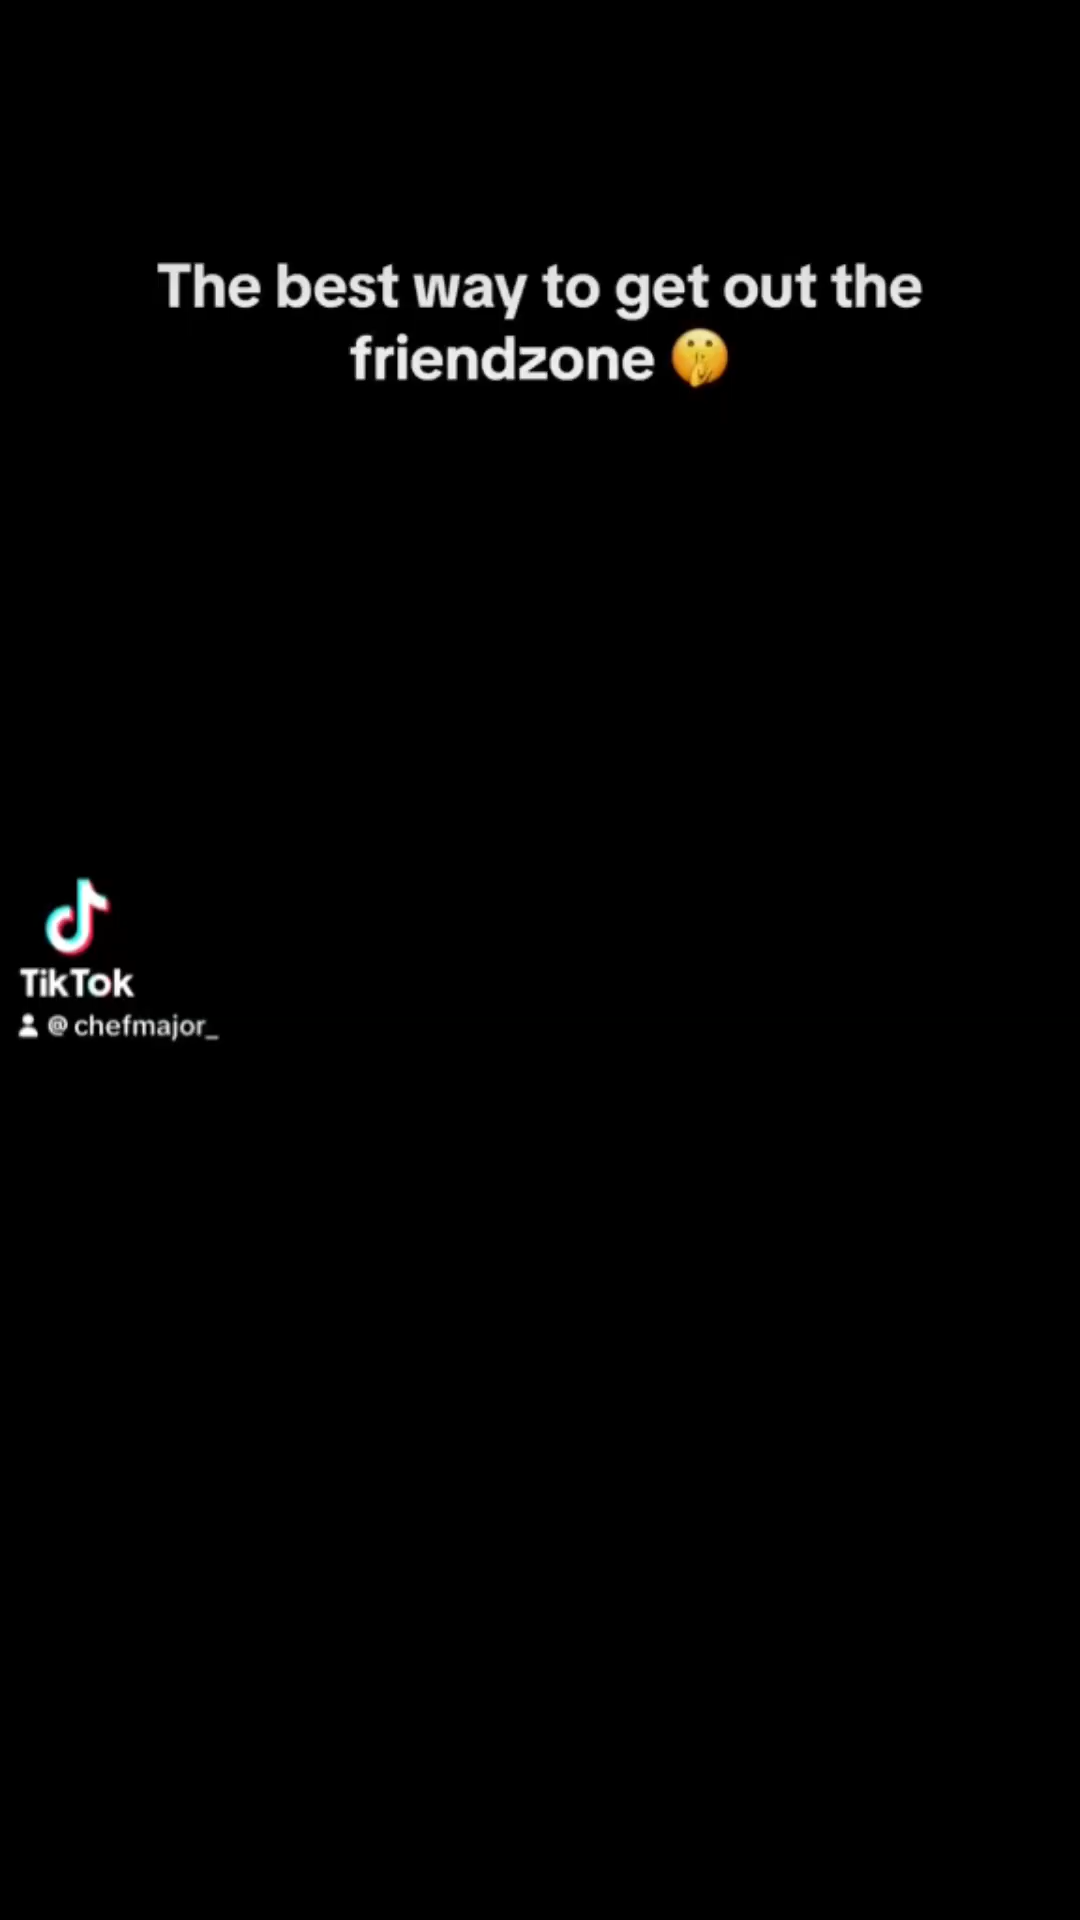 The best way to get out the
friendzone 🤫
TikTok
@ chefmajor_